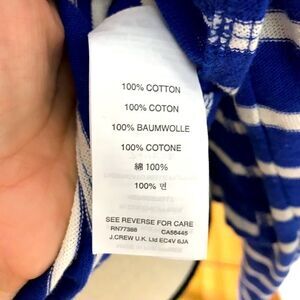 100% COTTON
100% COTON
100% BAUMWOLLE
100% COTONE
綿 100%
100% 면
SEE REVERSE FOR CARE
RN77388 CA56445
J.CREW U.K. Ltd EC4V 6JA